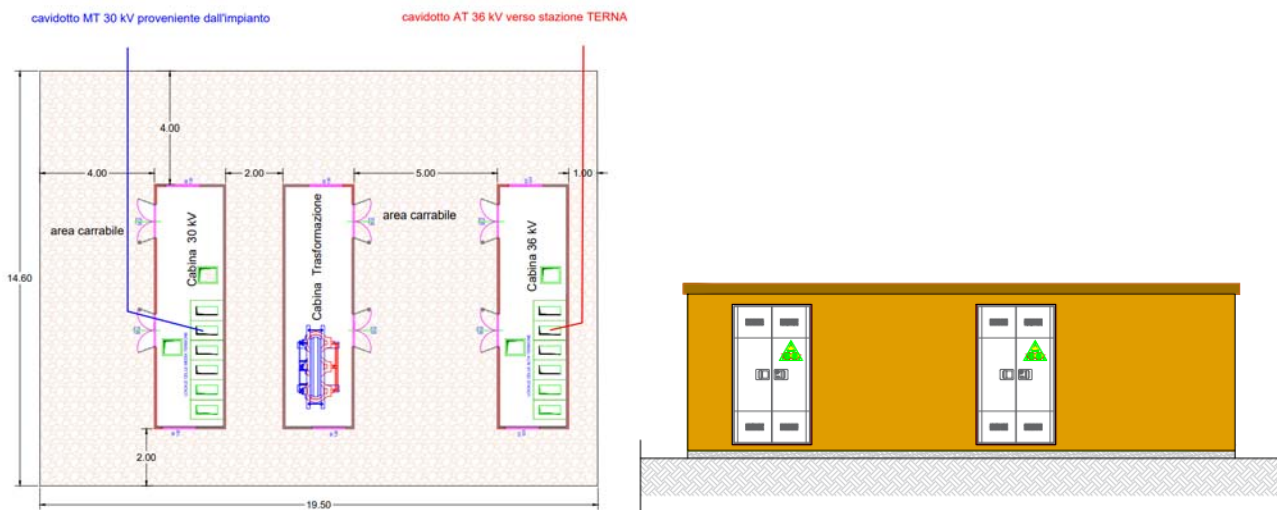 cavidotto MT 30 kV proveniente dall'impianto
cavidotto AT 36 kV verso stazione TERNA
4.00
4.00
2.00
5.00
1.00
area carrabile
Cabina 30 kV
Cabina Trasformazione
area carrabile
Cabina 36 kV
14.60
2.00
19.50